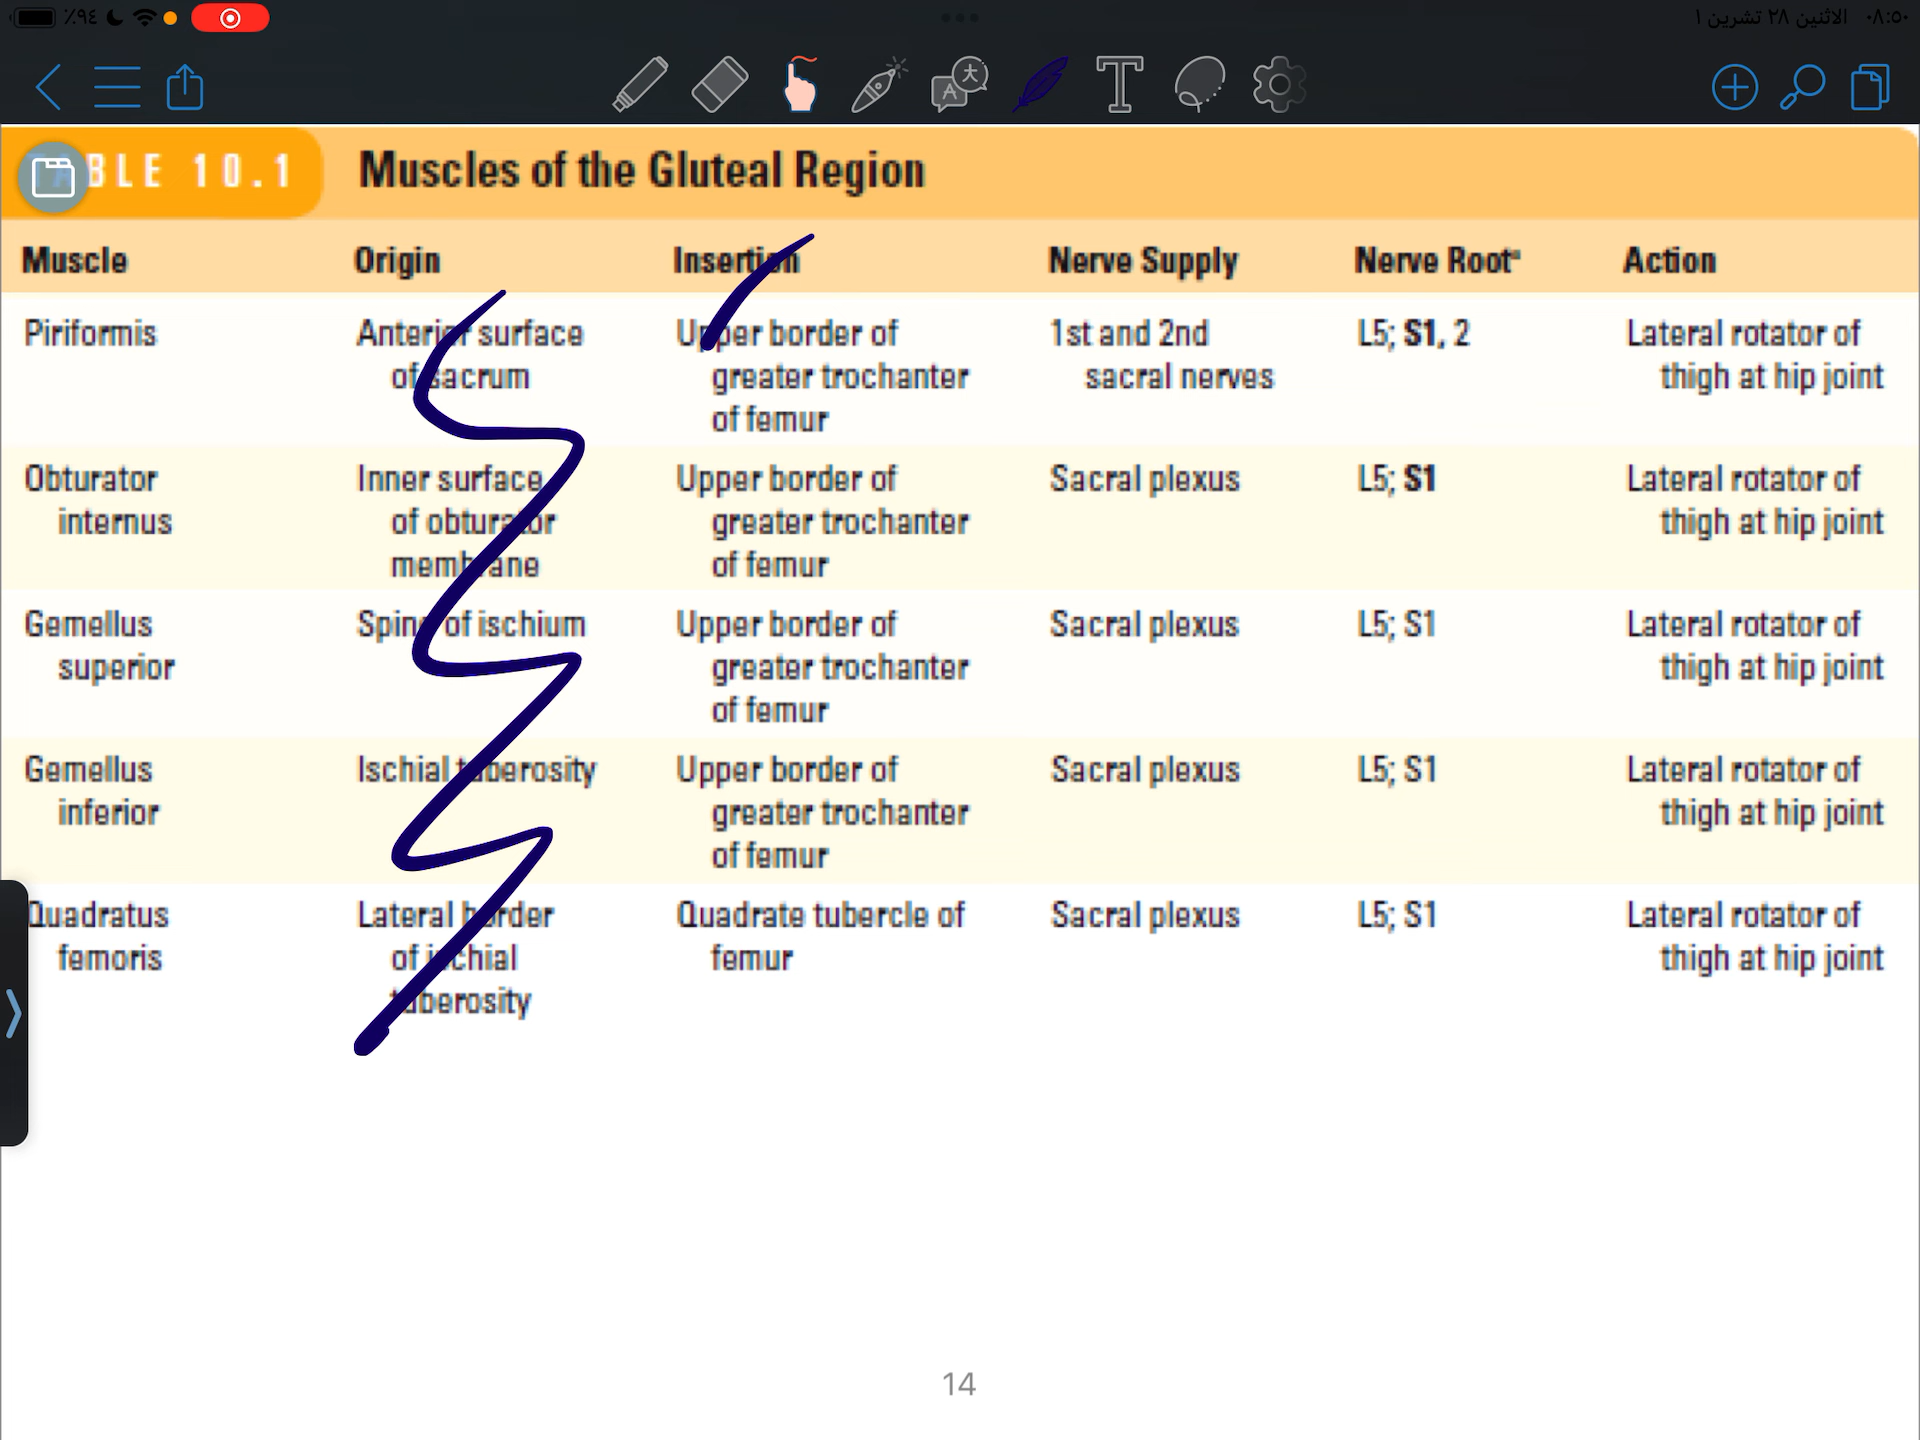 ٪٩٤
٠٨:٥٠ الاثنين ٢٨ تشرين ١
BLE 10.1 Muscles of the Gluteal Region
Muscle Origin Insertion Nerve Supply Nerve Rootª Action
Piriformis Anterior surface Upper border of 1st and 2nd L5; S1, 2 Lateral rotator of
of sacrum greater trochanter sacral nerves thigh at hip joint
of femur
Obturator Inner surface Upper border of Sacral plexus L5; S1 Lateral rotator of
internus of obturator greater trochanter thigh at hip joint
membrane of femur
Gemellus Spine of ischium Upper border of Sacral plexus L5; S1 Lateral rotator of
superior greater trochanter thigh at hip joint
of femur
Gemellus Ischial tuberosity Upper border of Sacral plexus L5; S1 Lateral rotator of
inferior greater trochanter thigh at hip joint
of femur
Quadratus Lateral border Quadrate tubercle of Sacral plexus L5; S1 Lateral rotator of
femoris of ischial femur thigh at hip joint
tuberosity
14